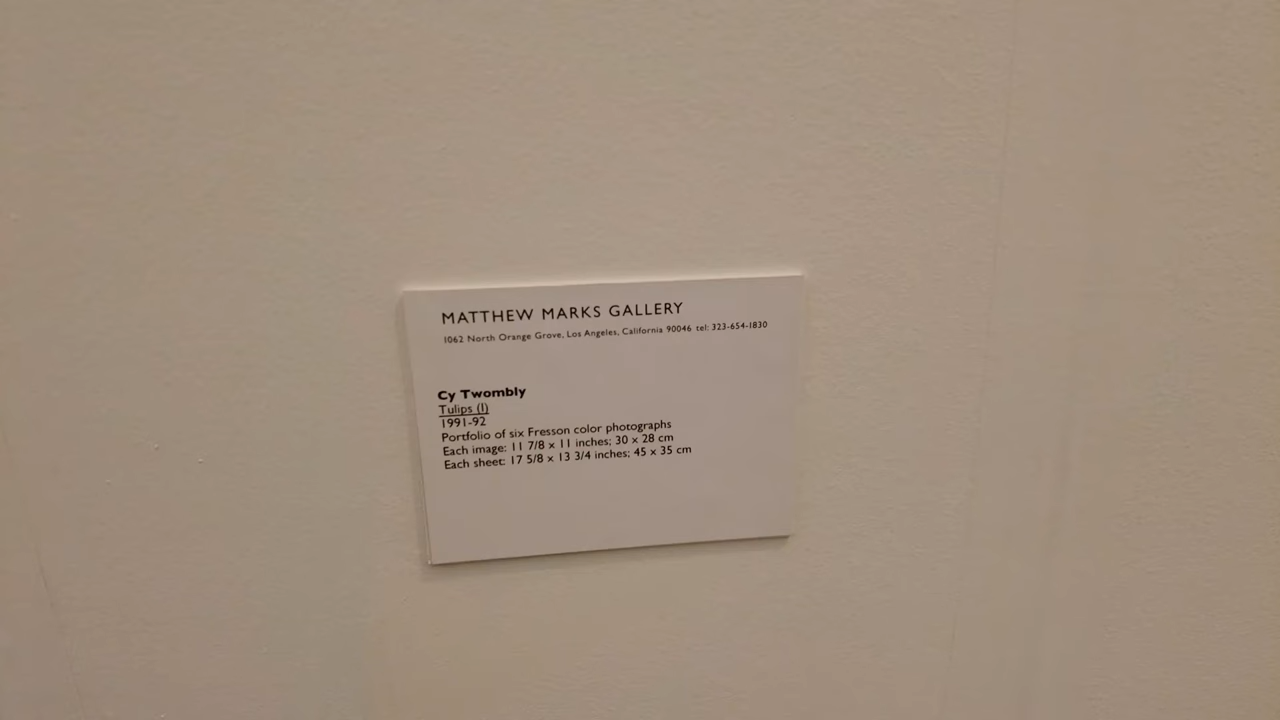 MATTHEW MARKS GALLERY
1062 North Orange Grove, Los Angeles, California 90046 tel: 323-654-1830
Cy Twombly
Tulips (I)
1991-92
Portfolio of six Fresson color photographs
Each image: 11 7/8 x 11 inches; 30 x 28 cm
Each sheet: 17 5/8 x 13 3/4 inches; 45 x 35 cm